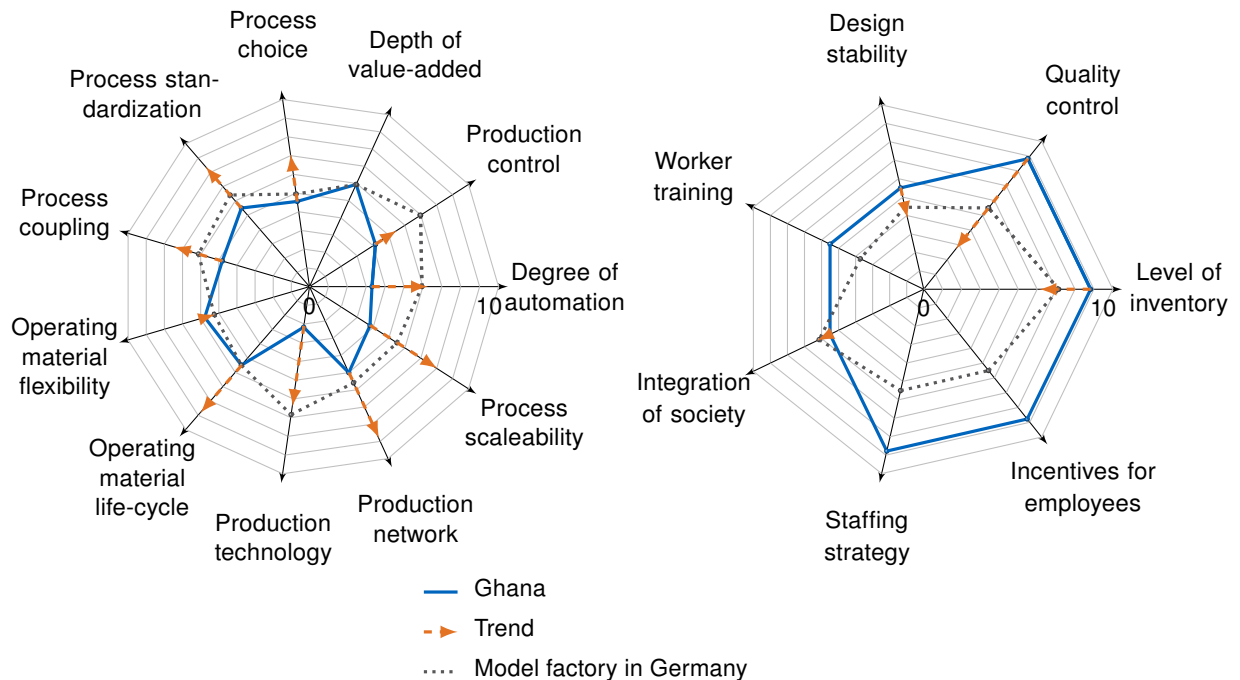 Process
choice
Depth of
value-added
Process stan-
dardization
Production
control
Process
coupling
0
10
Degree of
automation
Operating
material
flexibility
Process
scaleability
Operating
material
life-cycle
Production
technology
Production
network
Design
stability
Quality
control
Worker
training
0
10
Level of
inventory
Integration
of society
Incentives for
employees
Staffing
strategy
Ghana
Trend
Model factory in Germany